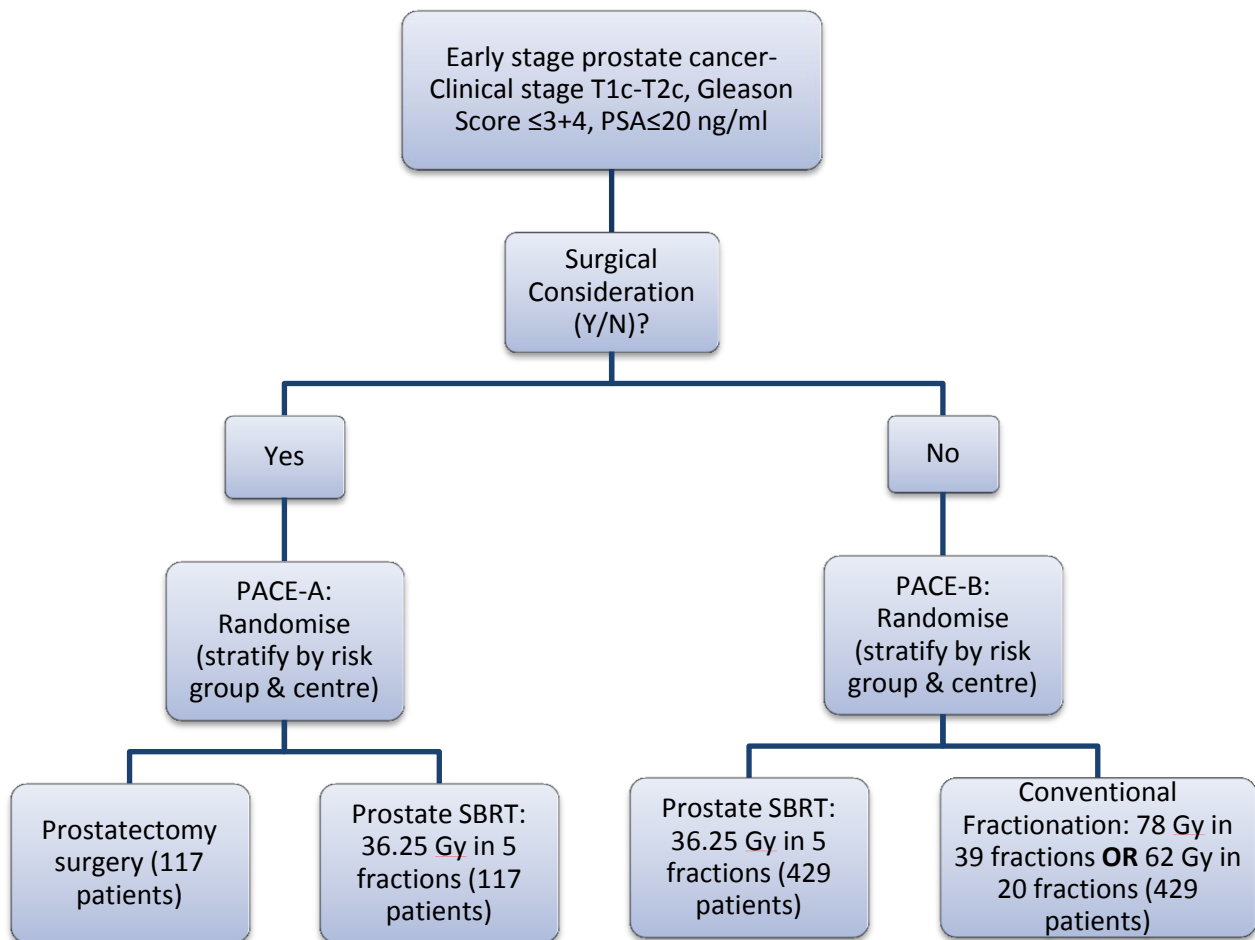 Early stage prostate cancer-
Clinical stage T1c-T2c, Gleason
Score ≤3+4, PSA≤20 ng/ml
Surgical
Consideration
(Y/N)?
Yes
No
PACE-A:
Randomise
(stratify by risk
group & centre)
PACE-B:
Randomise
(stratify by risk
group & centre)
Prostatectomy
surgery (117
patients)
Prostate SBRT:
36.25 Gy in 5
fractions (117
patients)
Prostate SBRT:
36.25 Gy in 5
fractions (429
patients)
Conventional
Fractionation: 78 Gy in
39 fractions OR 62 Gy in
20 fractions (429
patients)